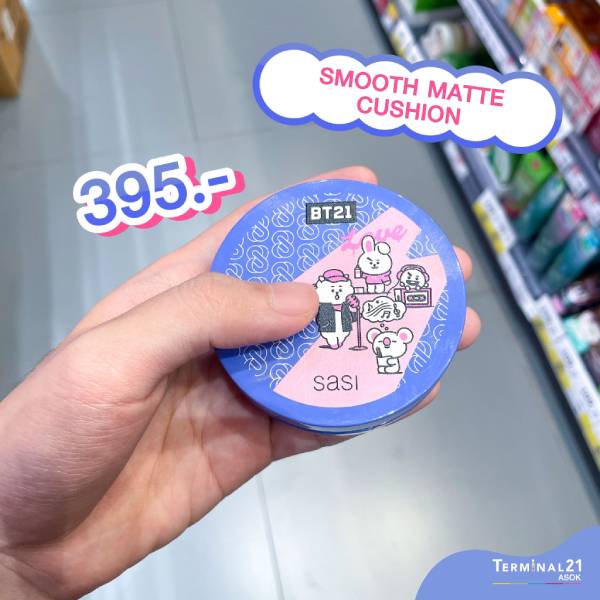 SMOOTH MATTE
CUSHION
395.-
BT21
Love
sasi
TERMINAL21
ASOK